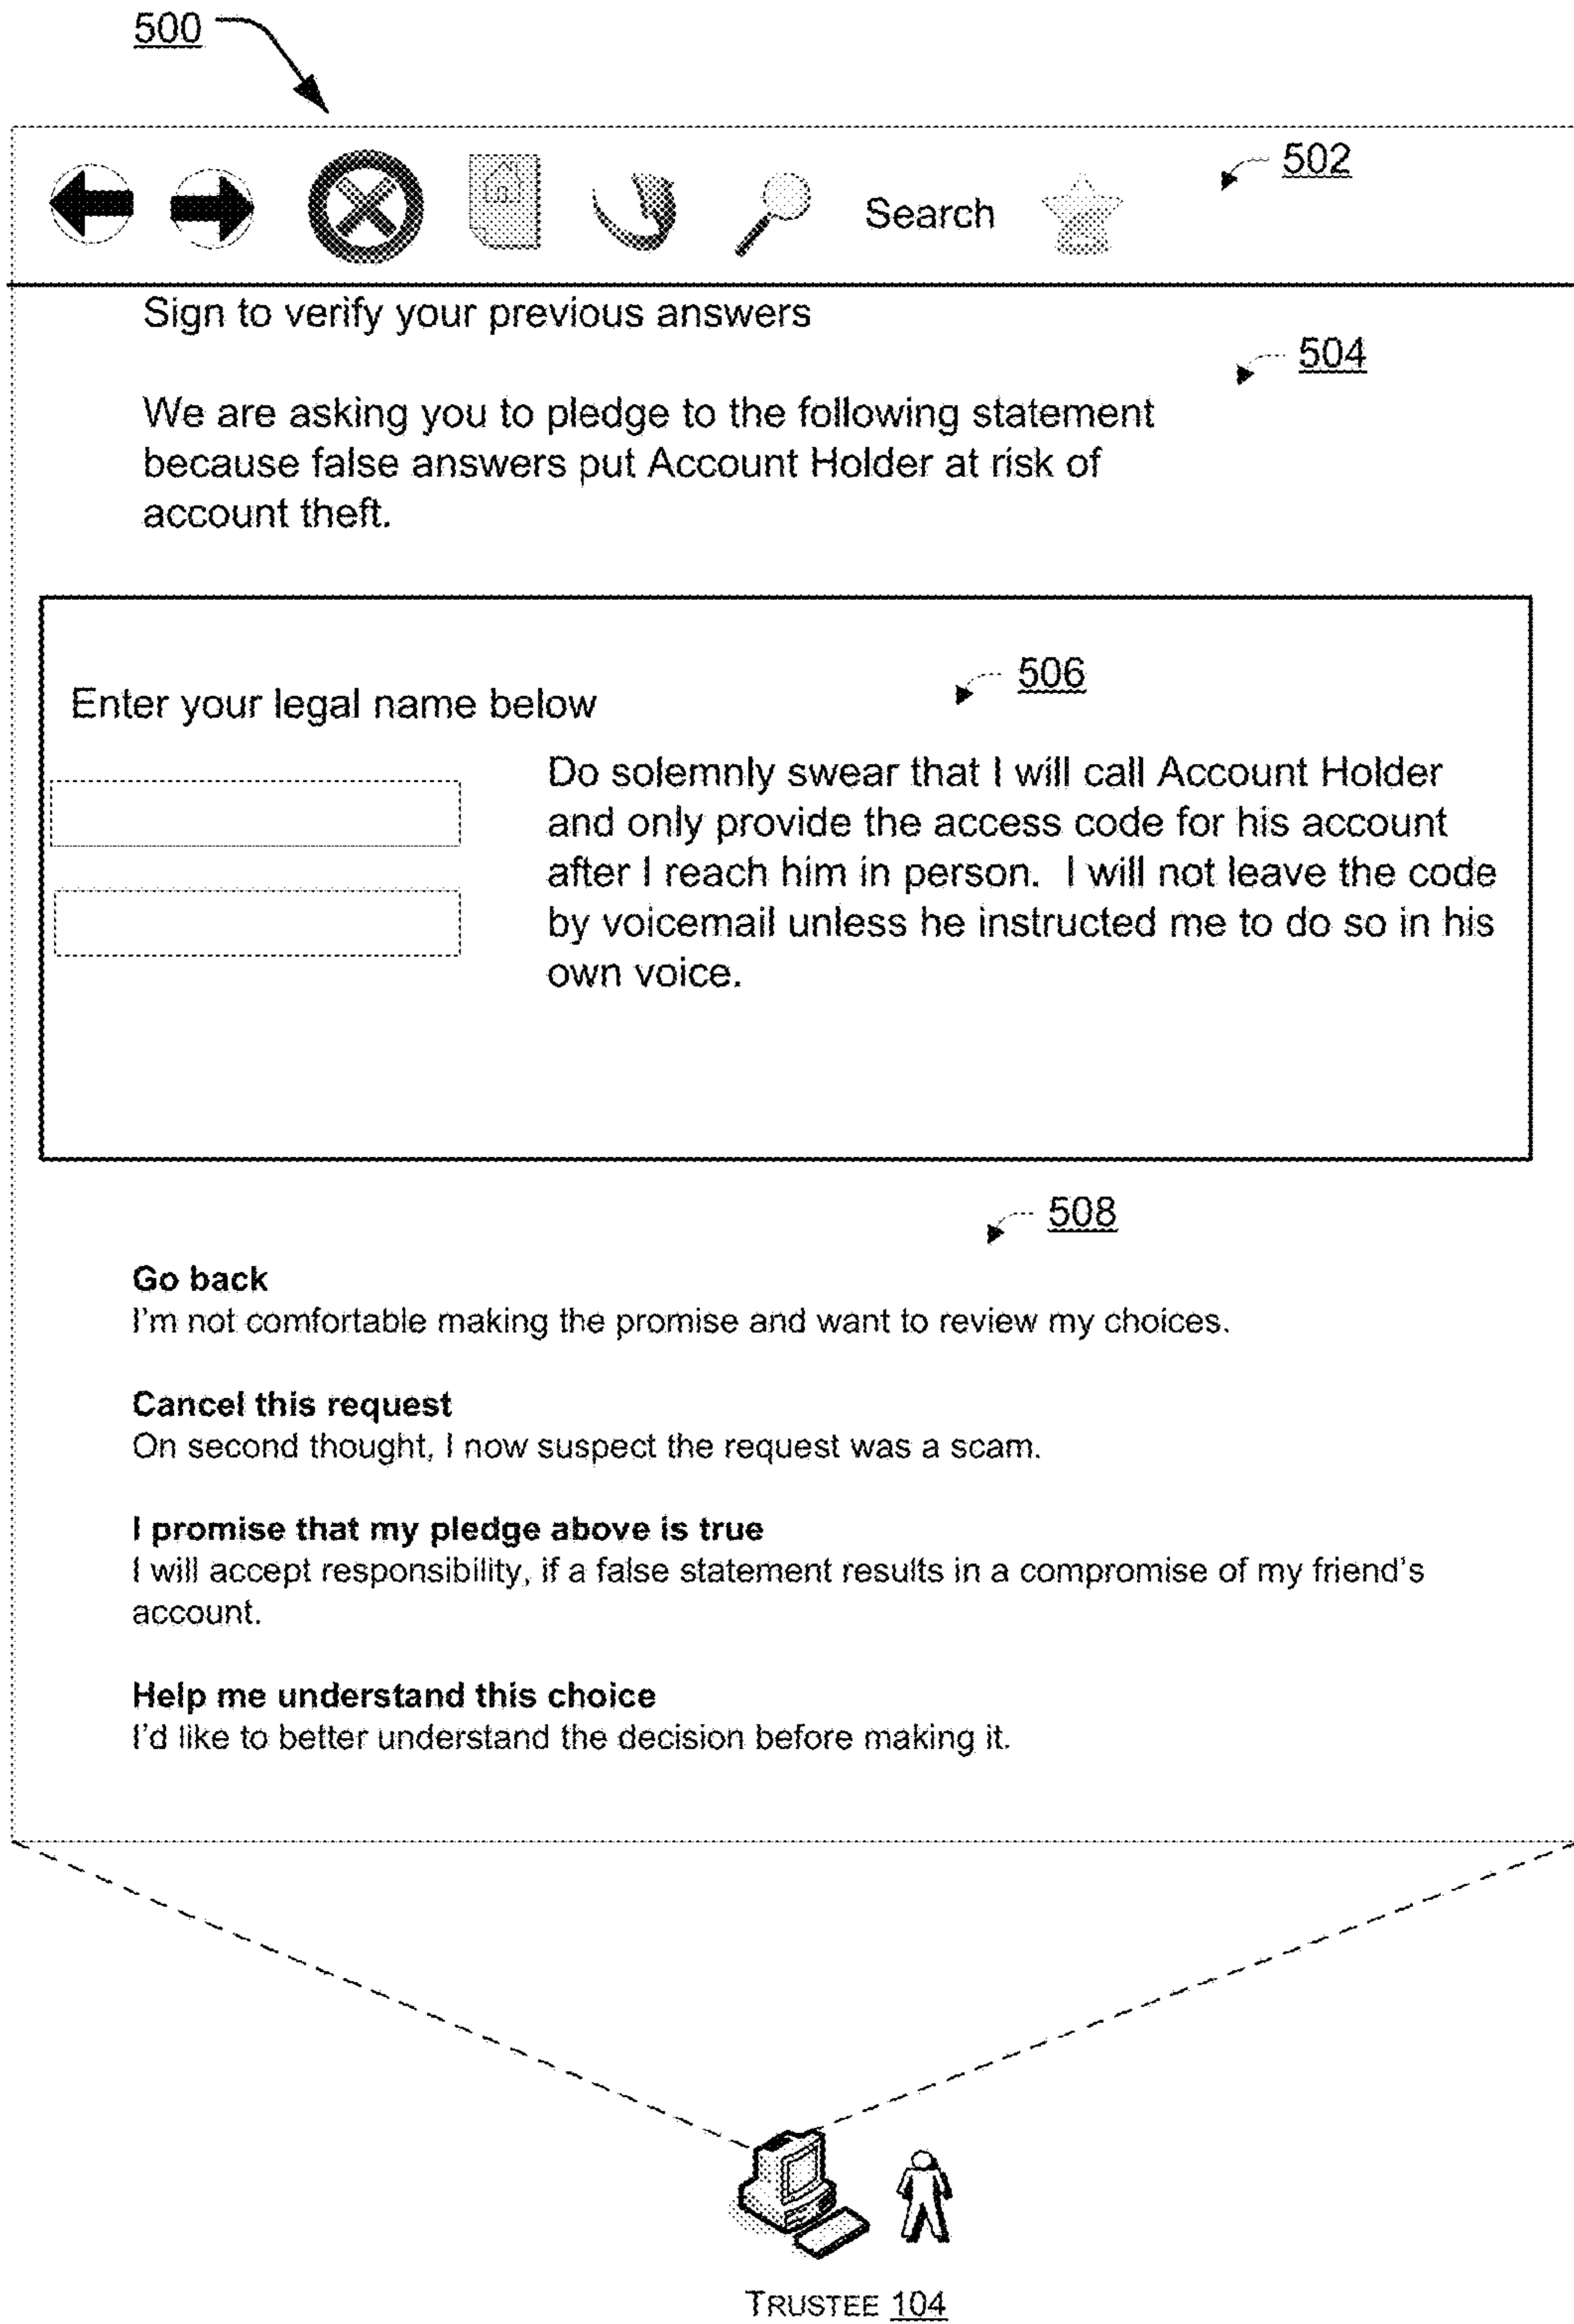 500
502
Search
Sign to verify your previous answers
504
We are asking you to pledge to the following statement
because false answers put Account Holder at risk of
account theft.
506
Enter your legal name below
Do solemnly swear that I will call Account Holder
and only provide the access code for his account
after I reach him in person. I will not leave the code
by voicemail unless he instructed me to do so in his
own voice.
508
Go back
I'm not comfortable making the promise and want to review my choices.
Cancel this request
On second thought, I now suspect the request was a scam.
I promise that my pledge above is true
I will accept responsibility, if a false statement results in a compromise of my friend's
account.
Help me understand this choice
I'd like to better understand the decision before making it.
TRUSTEE 104